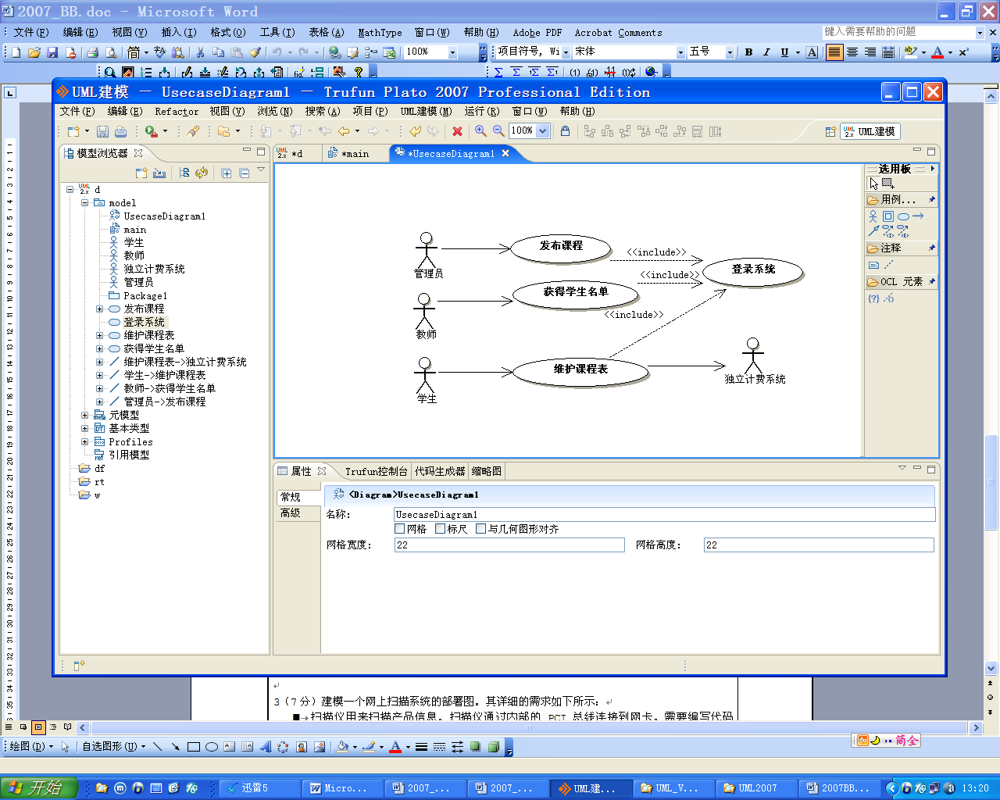 2007_BB.doc - Microsoft Word
文件(F) 编辑(E) 视图(V) 插入(I) 格式(O) 工具(T) 表格(A) MathType 窗口(W) 帮助(H) Adobe PDF Acrobat Comments 键入需要帮助的问题
100% 项目符号, Wi 宋体 五号 B I U A
UML建模 - UsecaseDiagram1 - Trufun Plato 2007 Professional Edition
文件(F) 编辑(E) Refactor 视图(V) 浏览(N) 搜索(A) 项目(P) UML建模(M) 运行(R) 窗口(W) 帮助(H)
100% UML建模
模型浏览器
*d *main *UsecaseDiagram1
选用板
用例...
注释
OCL 元素
d
model
UsecaseDiagram1
main
学生
教师
独立计费系统
管理员
Package1
发布课程
登录系统
维护课程表
获得学生名单
维护课程表->独立计费系统
学生->维护课程表
教师->获得学生名单
管理员->发布课程
元模型
基本类型
Profiles
引用模型
df
rt
w
管理员
发布课程
<<include>>
登录系统
<<include>>
教师
获得学生名单
<<include>>
学生
维护课程表
独立计费系统
属性 Trufun控制台 代码生成器 缩略图
常规
高级
<Diagram>UsecaseDiagram1
名称: UsecaseDiagram1
网格 标尺 与几何图形对齐
网格宽度: 22 网格高度: 22
3（7分）建模一个网上扫描系统的部署图。其详细的需求如下所示:
扫描仪用来扫描产品信息。扫描仪通过内部的 PCI 总线连接到网卡。需要编写代码
绘图(D) 自选图形(U)
简全
开始 迅雷5 Micro... 2007_... 2007_... UML建... UML_V... UML2007 2007BB... 13:20